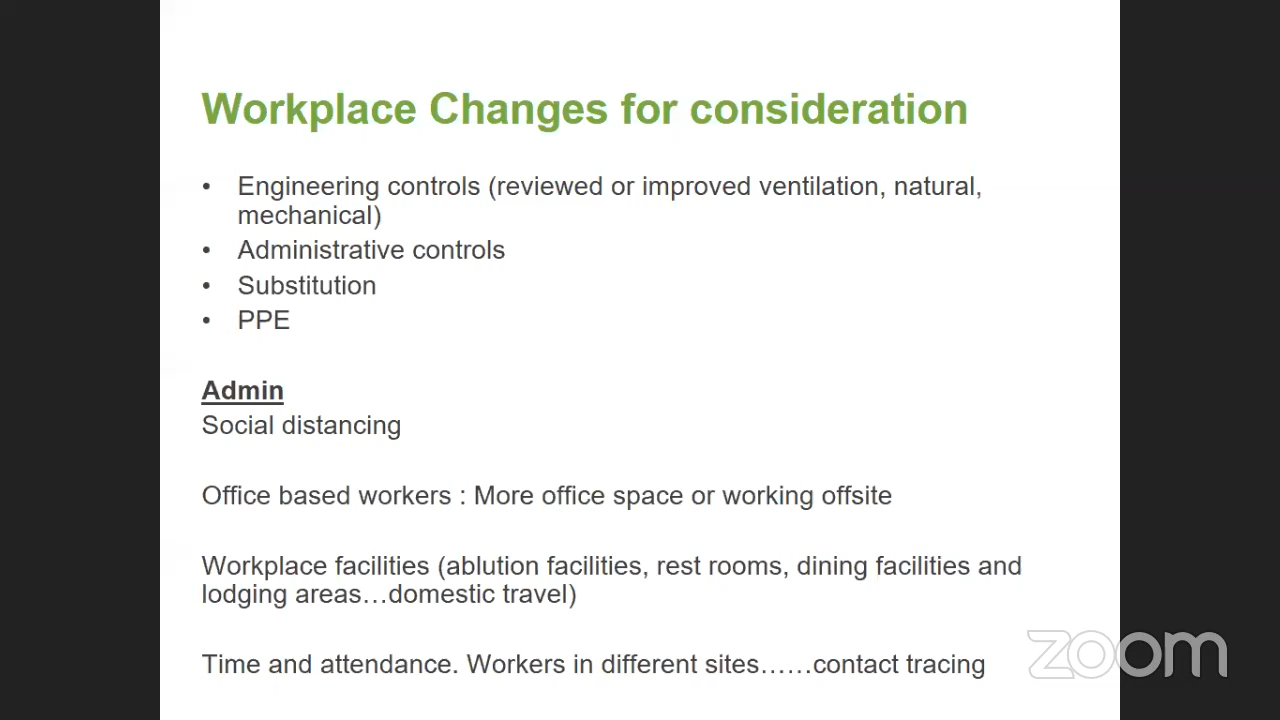 Workplace Changes for consideration
• Engineering controls (reviewed or improved ventilation, natural,
mechanical)
• Administrative controls
• Substitution
• PPE
Admin
Social distancing
Office based workers : More office space or working offsite
Workplace facilities (ablution facilities, rest rooms, dining facilities and
lodging areas…domestic travel)
Time and attendance. Workers in different sites……contact tracing
zoom